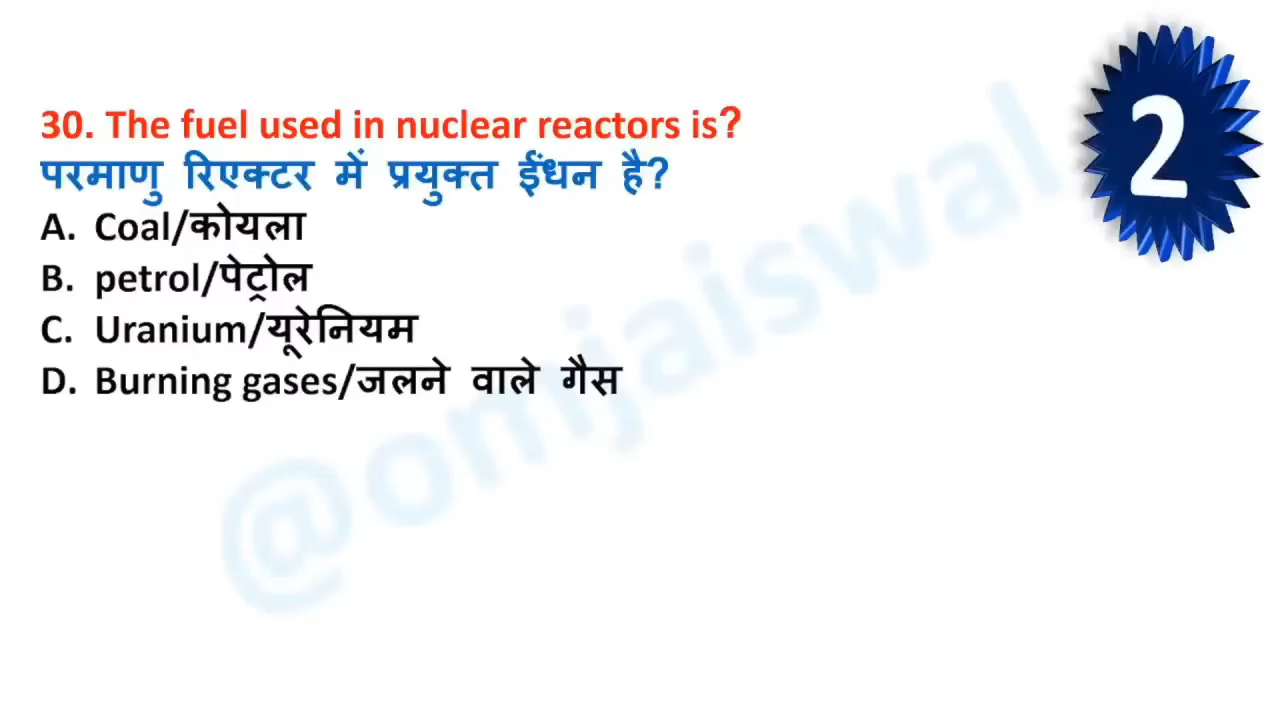 30. The fuel used in nuclear reactors is?
परमाणु रिएक्टर में प्रयुक्त ईंधन है?
A. Coal/कोयला
B. petrol/पेट्रोल
C. Uranium/यूरेनियम
D. Burning gases/जलने वाले गैस
2
@omjaiswal